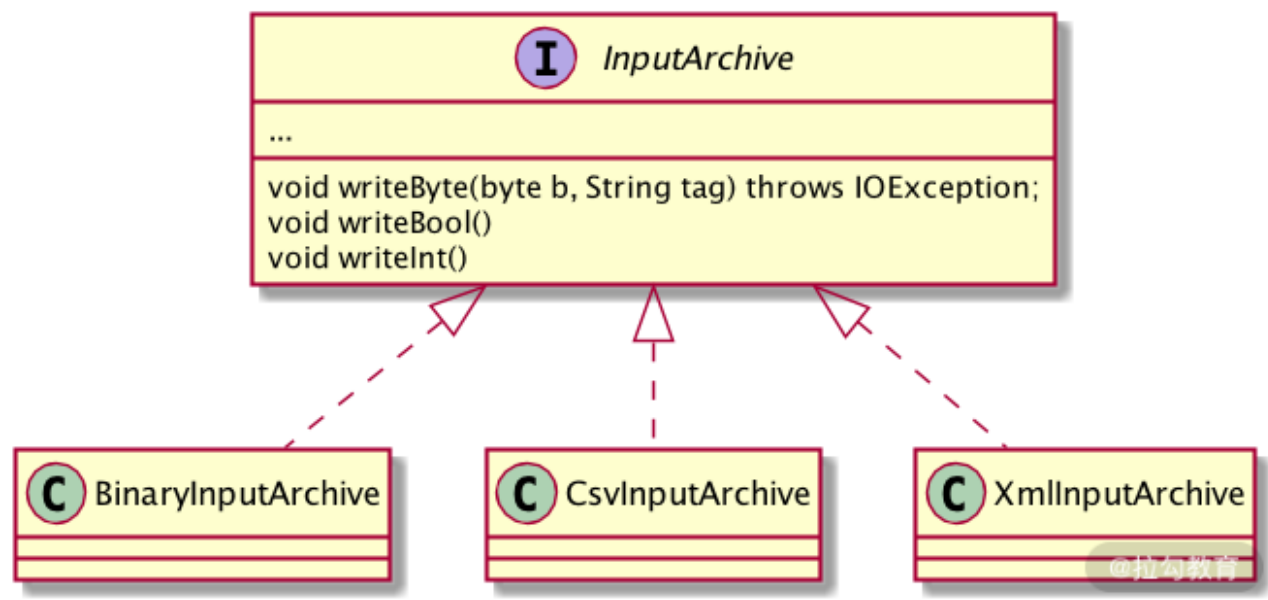 I InputArchive
...
void writeByte(byte b, String tag) throws IOException;
void writeBool()
void writeInt()
C BinaryInputArchive
C CsvInputArchive
C XmlInputArchive
@拉勾教育